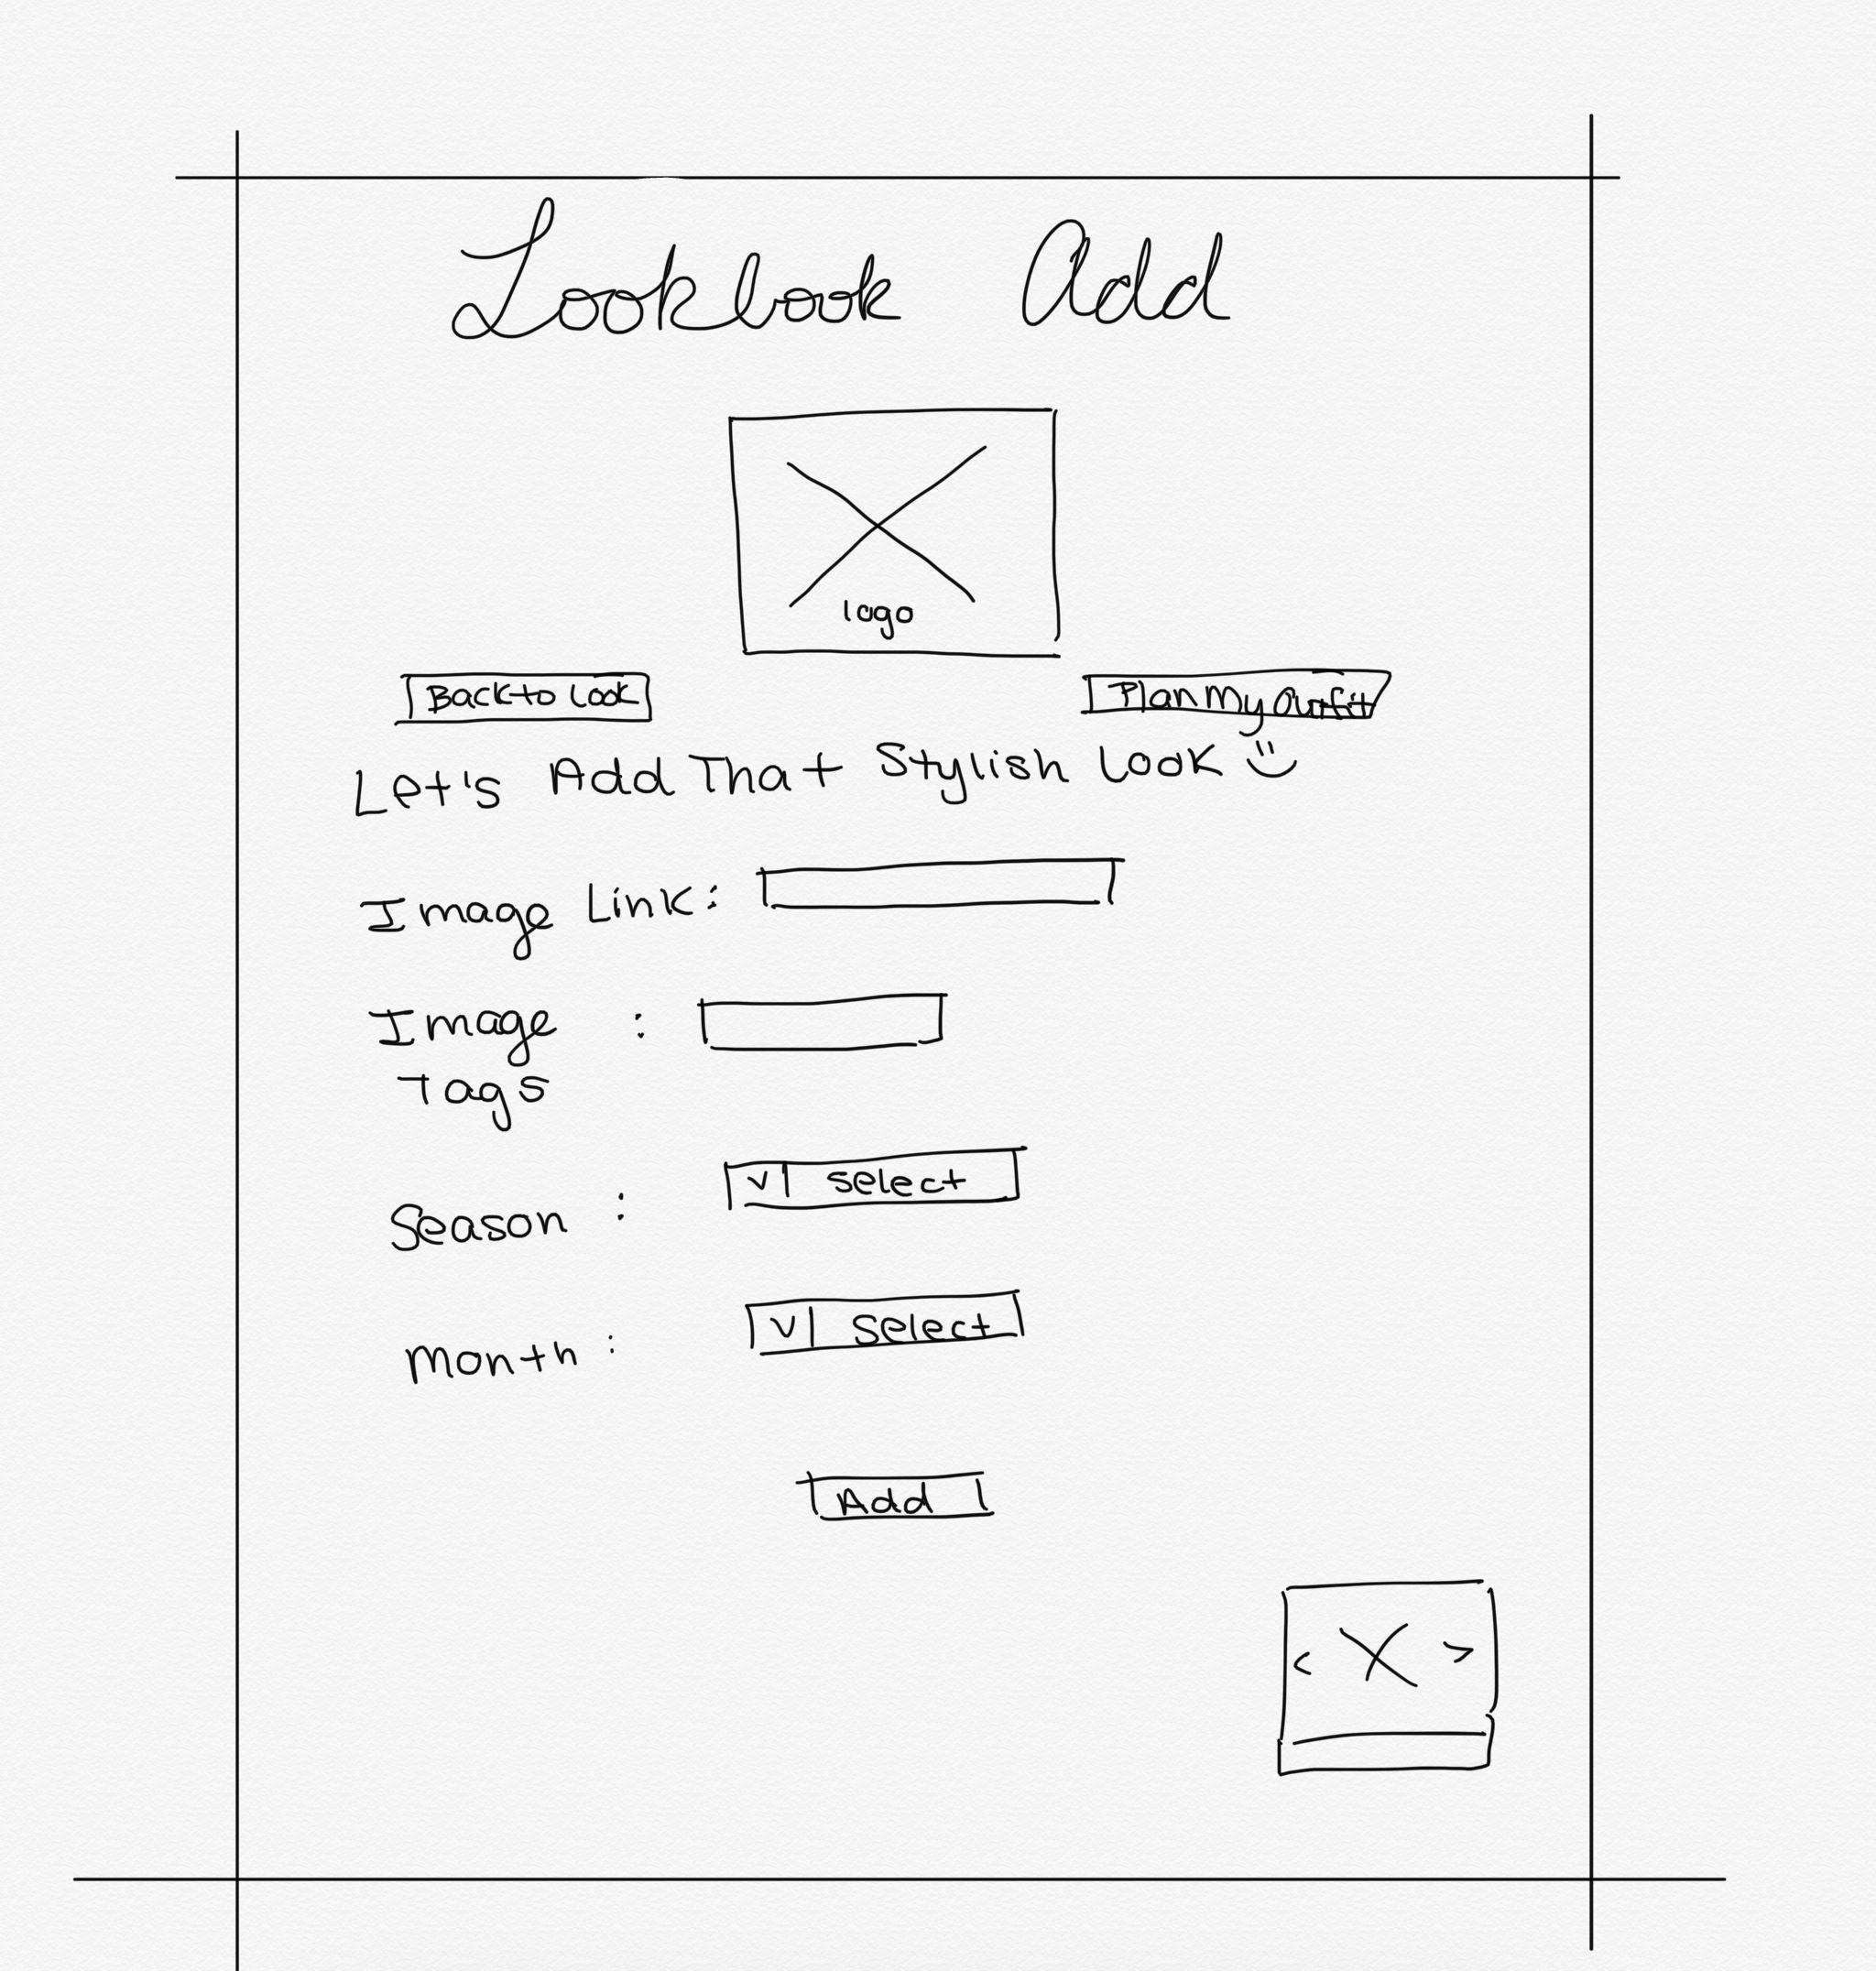 Lookbook Add
logo
Back to Look
Plan My Outfit
Let's Add That Stylish Look
Image Link:
Image :
Tags
Season :
v Select
Month :
v Select
Add
< X >